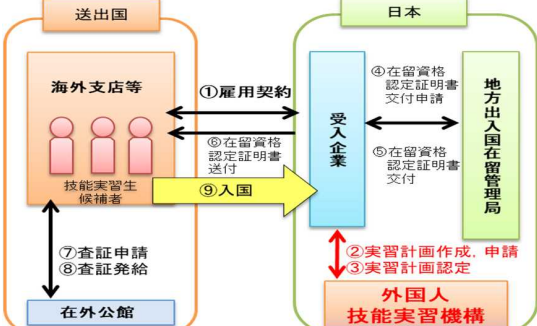 送出国
日本
海外支店等
技能実習生
候補者
①雇用契約
⑥在留資格
認定証明書
送付
⑨入国
受入企業
④在留資格
認定証明書
交付申請
⑤在留資格
認定証明書
交付
地方出入国在留管理局
⑦査証申請
⑧査証発給
在外公館
②実習計画作成, 申請
③実習計画認定
外国人
技能実習機構